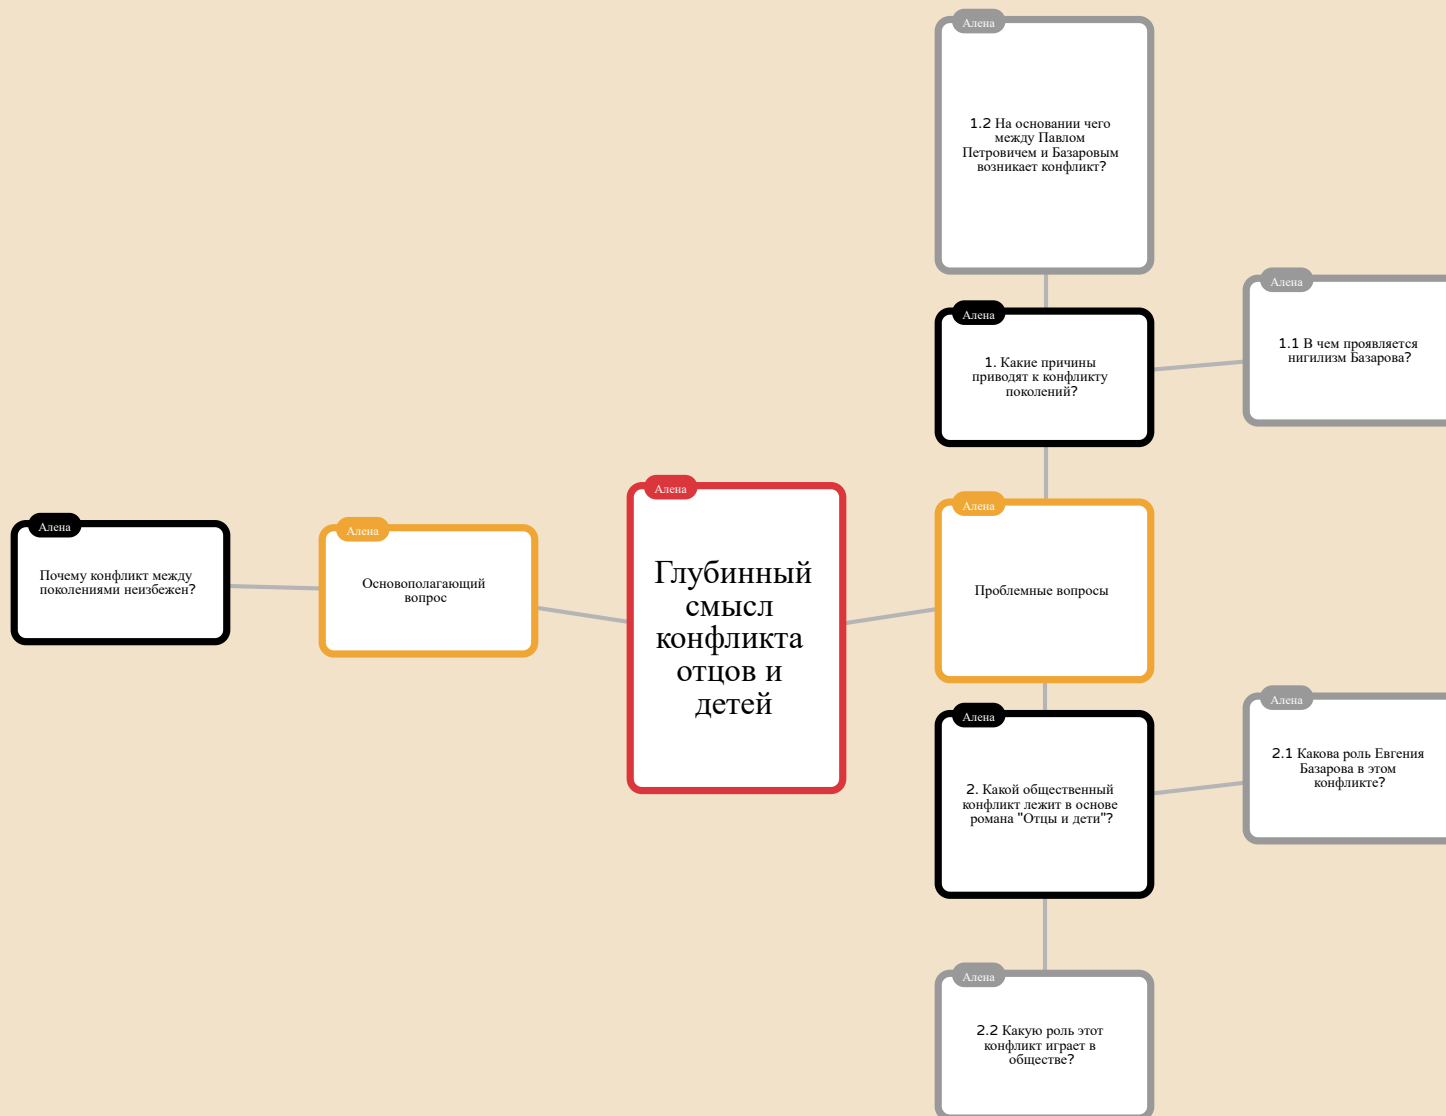 Алена
1.2 На основании чего
между Павлом
Петровичем и Базаровым
возникает конфликт?
Алена
1.1 В чем проявляется
нигилизм Базарова?
Алена
1. Какие причины
приводят к конфликту
поколений?
Алена
Глубинный
смысл
конфликта
отцов и
детей
Алена
Проблемные вопросы
Алена
Почему конфликт между
поколениями неизбежен?
Алена
Основополагающий
вопрос
Алена
2.1 Какова роль Евгения
Базарова в этом
конфликте?
Алена
2. Какой общественный
конфликт лежит в основе
романа "Отцы и дети"?
Алена
2.2 Какую роль этот
конфликт играет в
обществе?